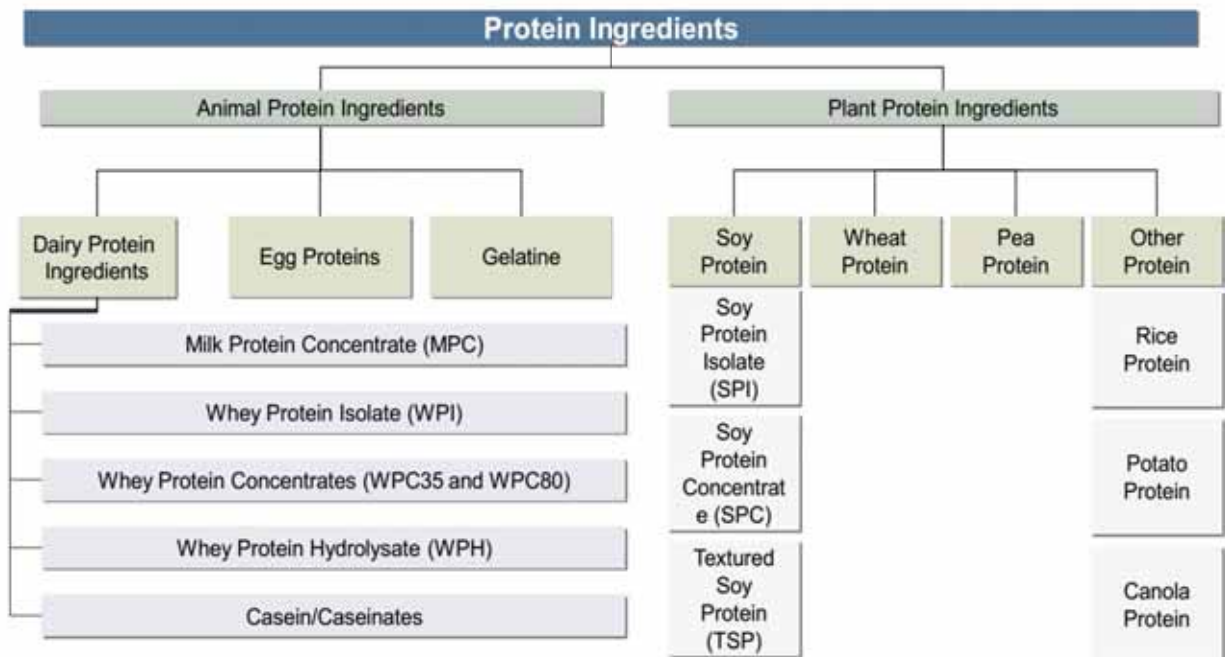 Protein Ingredients
Animal Protein Ingredients
Plant Protein Ingredients
Dairy Protein
Ingredients
Egg Proteins
Gelatine
Soy
Protein
Wheat
Protein
Pea
Protein
Other
Protein
Milk Protein Concentrate (MPC)
Whey Protein Isolate (WPI)
Whey Protein Concentrates (WPC35 and WPC80)
Whey Protein Hydrolysate (WPH)
Casein/Caseinates
Soy
Protein
Isolate
(SPI)
Soy
Protein
Concentrat
e (SPC)
Textured
Soy
Protein
(TSP)
Rice
Protein
Potato
Protein
Canola
Protein